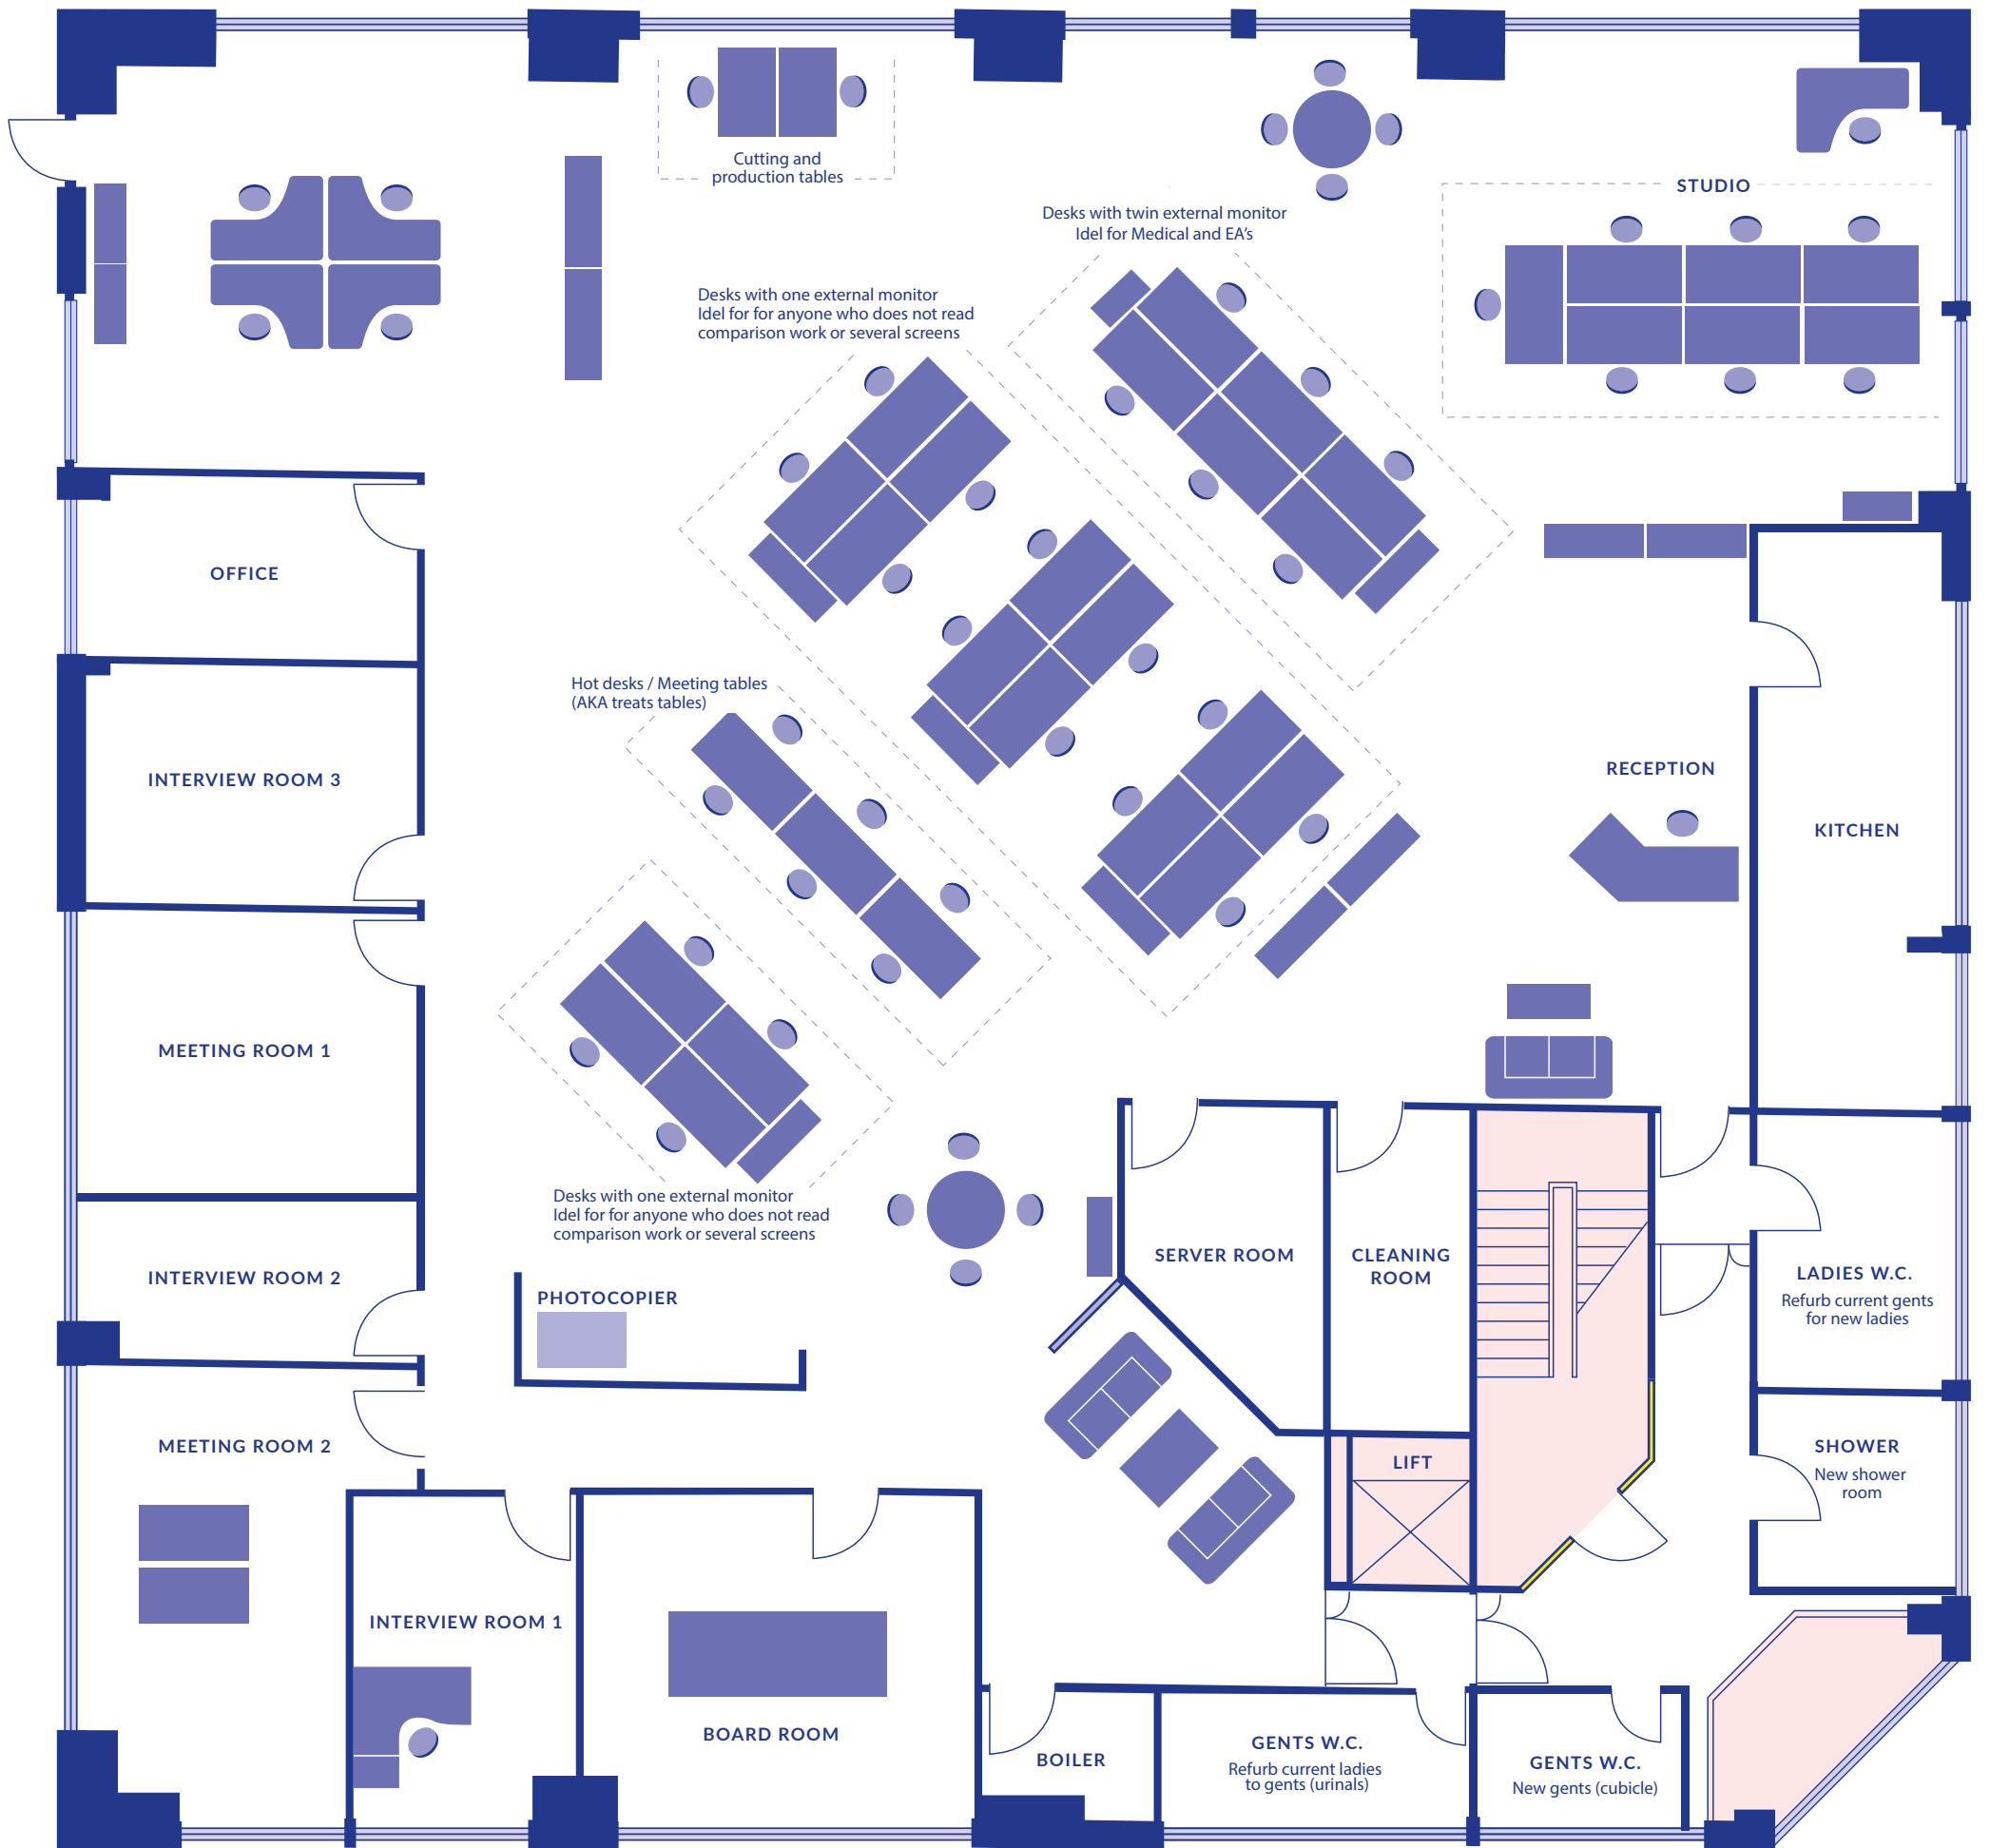 Cutting and
production tables
STUDIO
Desks with twin external monitor
Idel for Medical and EA's
Desks with one external monitor
Idel for for anyone who does not read
comparison work or several screens
OFFICE
INTERVIEW ROOM 3
Hot desks / Meeting tables
(AKA treats tables)
RECEPTION
KITCHEN
MEETING ROOM 1
Desks with one external monitor
Idel for for anyone who does not read
comparison work or several screens
INTERVIEW ROOM 2
PHOTOCOPIER
SERVER ROOM
CLEANING
ROOM
LADIES W.C.
Refurb current gents
for new ladies
MEETING ROOM 2
LIFT
SHOWER
New shower
room
INTERVIEW ROOM 1
BOARD ROOM
BOILER
GENTS W.C.
Refurb current ladies
to gents (urinals)
GENTS W.C.
New gents (cubicle)